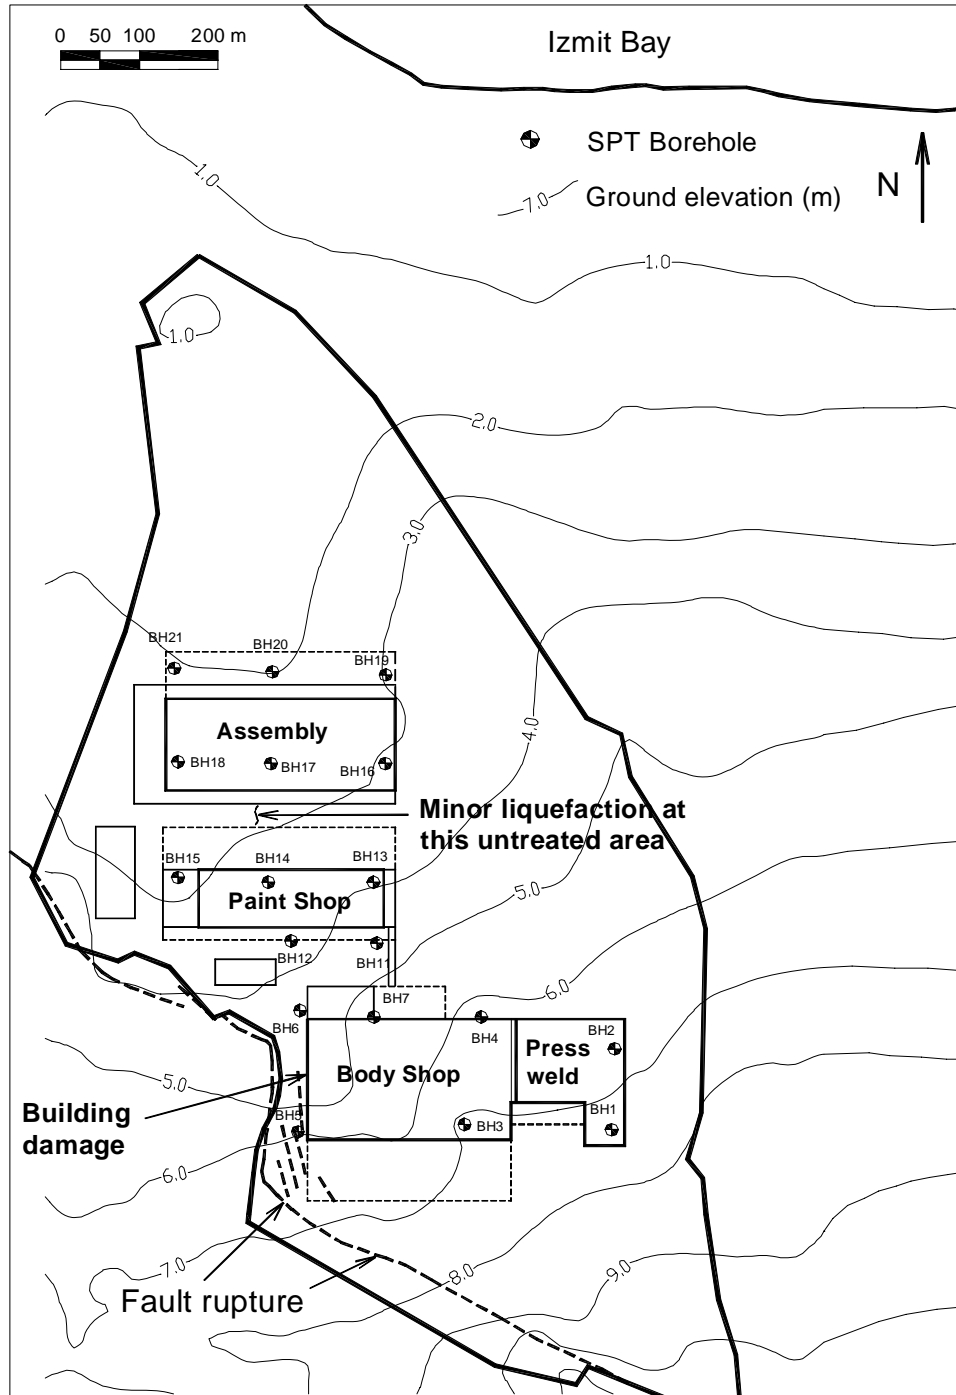 0 50 100 200 m
Izmit Bay
SPT Borehole
7.0
Ground elevation (m)
N
1.0
1.0
1.0
2.0
3.0
BH21
BH20
BH19
Assembly
4.0
BH18
BH17
BH16
Minor liquefaction at
this untreated area
BH15
BH14
BH13
Paint Shop
5.0
BH12
BH11
6.0
BH7
BH6
BH4
BH2
Press
weld
Body Shop
5.0
Building
damage
BH5
BH3
BH1
6.0
7.0
8.0
9.0
Fault rupture